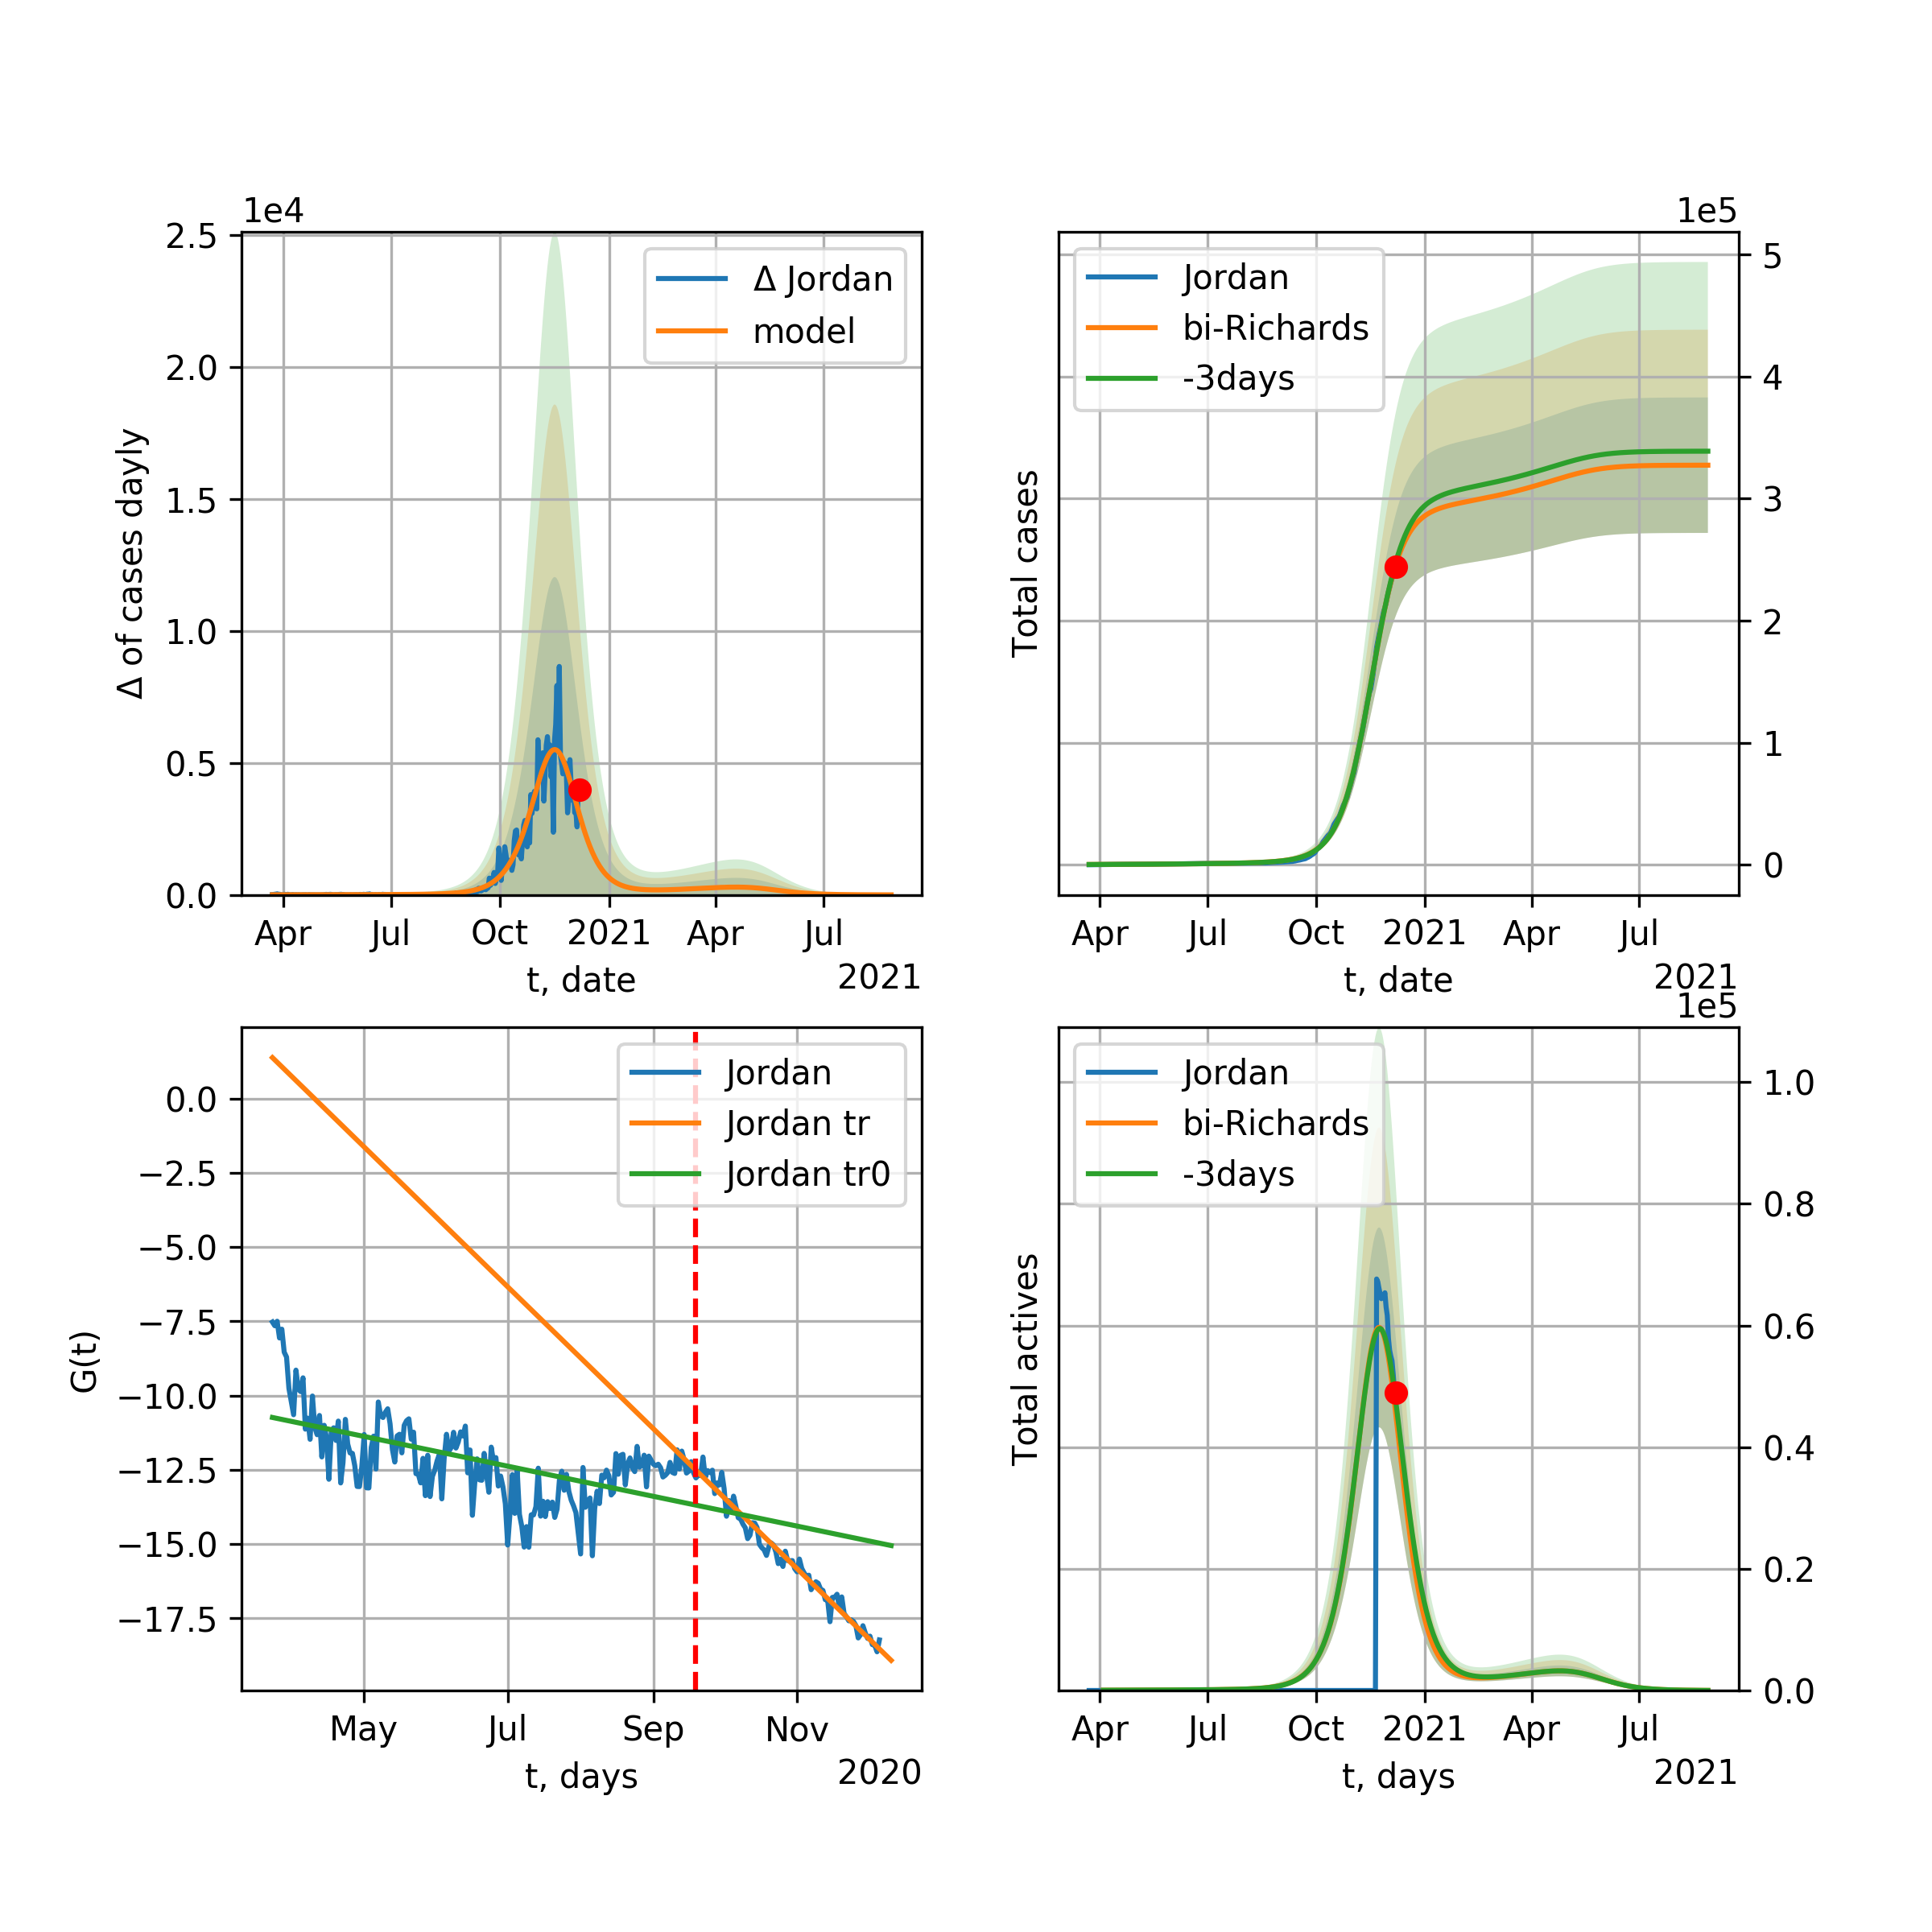 1e4
2.5
2.0
1.5
1.0
0.5
0.0
Δ of cases dayly
Δ Jordan
model
Apr
Jul
Oct
2021
Apr
Jul
t, date
2021
1e5
5
4
3
2
1
0
Total cases
Jordan
bi-Richards
-3days
Apr
Jul
Oct
2021
Apr
Jul
t, date
2021
0.0
−2.5
−5.0
−7.5
−10.0
−12.5
−15.0
−17.5
G(t)
Jordan
Jordan tr
Jordan tr0
May
Jul
Sep
Nov
t, days
2020
1e5
1.0
0.8
0.6
0.4
0.2
0.0
Total actives
Jordan
bi-Richards
-3days
Apr
Jul
Oct
2021
Apr
Jul
t, days
2021